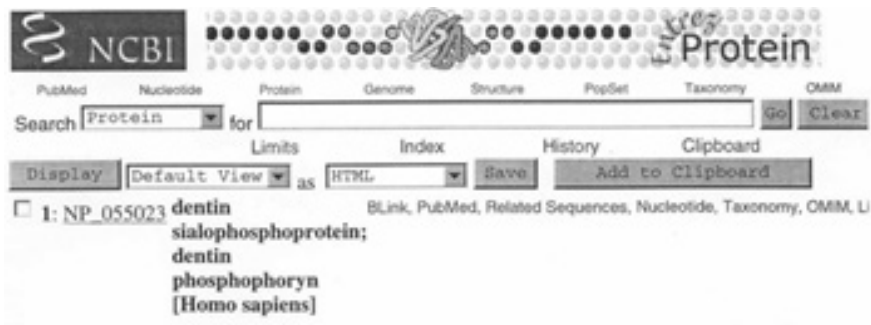 NCBI
Entrez Protein
PubMed Nucleotide Protein Genome Structure PopSet Taxonomy OMIM
Search Protein for Go Clear
Limits Index History Clipboard
Display Default View as HTML Save Add to Clipboard
1: NP_055023 dentin BLink, PubMed, Related Sequences, Nucleotide, Taxonomy, OMIM, Li
sialophosphoprotein;
dentin
phosphophoryn
[Homo sapiens]